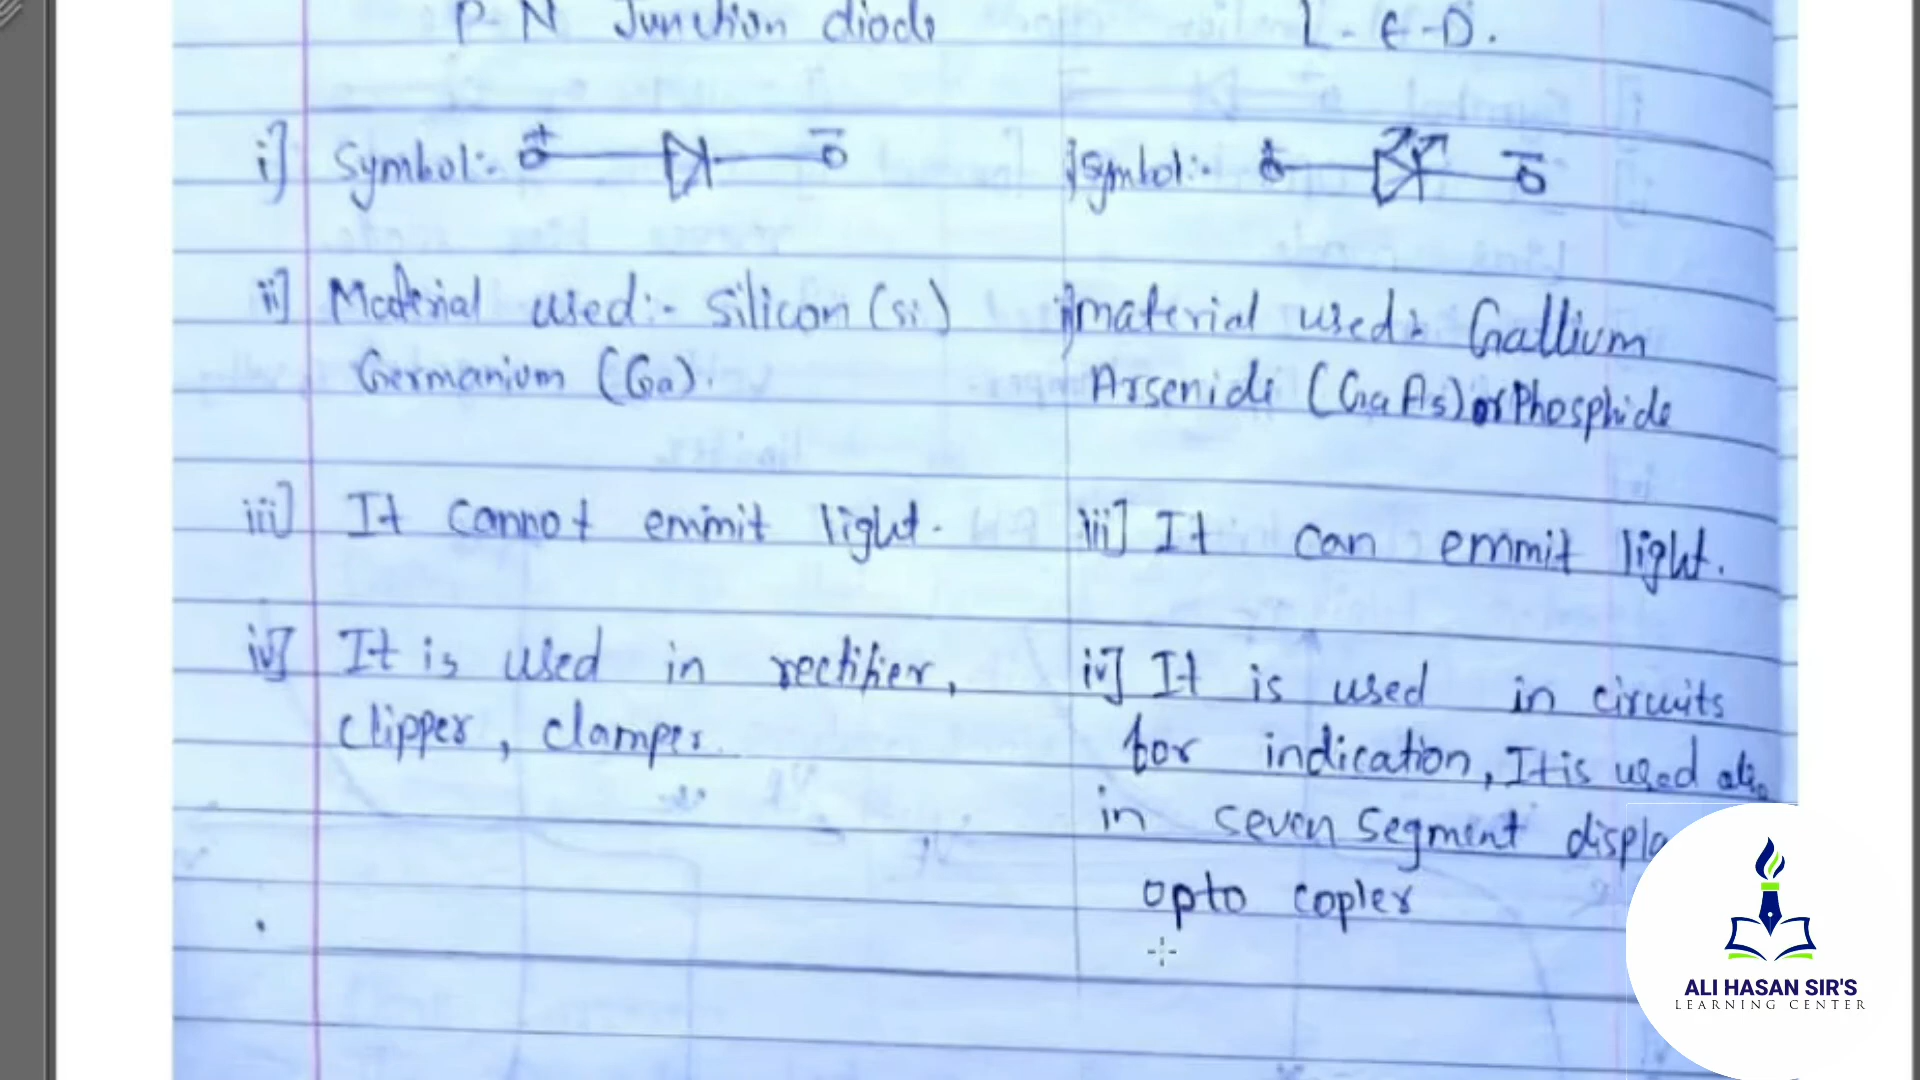 P-N Junction diode
L-E-D.
i] Symbol:- + -
i] Symbol:- + -
ii] Material used:- Silicon (si)
Germanium (Ga).
ii] material used:- Gallium
Arsenide (GaAs) or Phosphide
iii] It cannot emmit light.
iii] It can emmit light.
iv] It is used in rectifier,
clipper, clamper.
iv] It is used in circuits
for indication, It is used also
in seven segment displa
opto copler
ALI HASAN SIR'S
LEARNING CENTER